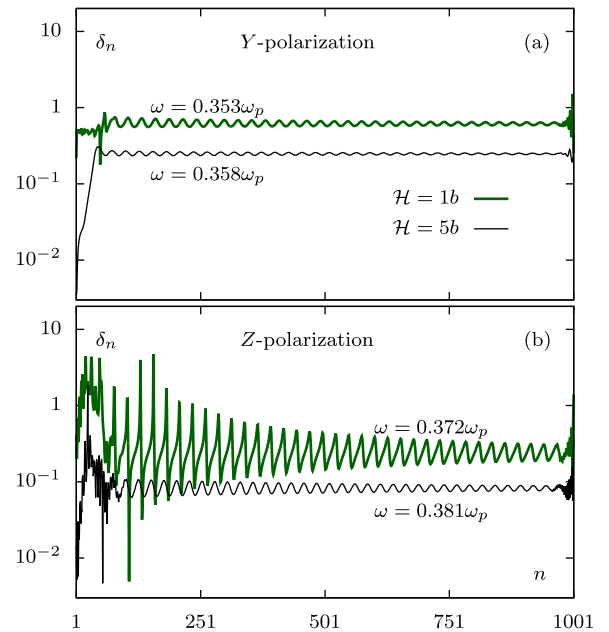 10
δₙ
Y-polarization
(a)
ω = 0.353ωₚ
1
ω = 0.358ωₚ
10⁻¹
ℋ = 1b
ℋ = 5b
10⁻²
10
δₙ
Z-polarization
(b)
1
ω = 0.372ωₚ
10⁻¹
ω = 0.381ωₚ
10⁻²
n
1 251 501 751 1001